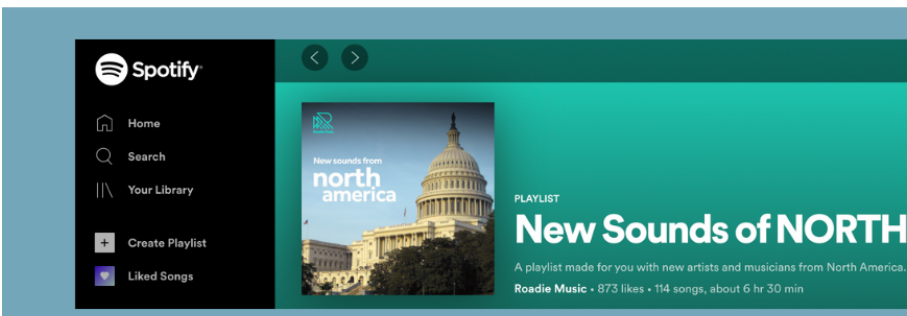 Spotify
Home
Search
Your Library
Create Playlist
Liked Songs
New sounds from
north
america
PLAYLIST
New Sounds of NORTH
A playlist made for you with new artists and musicians from North America.
Roadie Music • 873 likes • 114 songs, about 6 hr 30 min